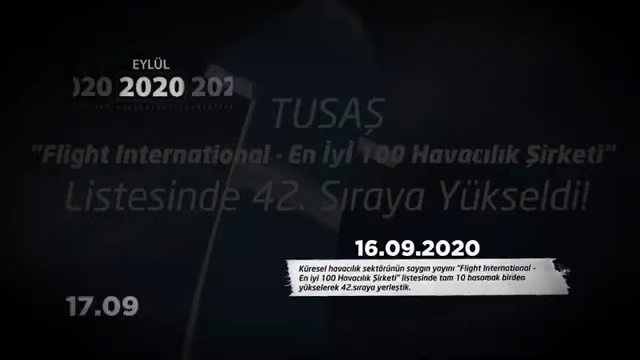 EYLÜL
020 2020 202
TUSAŞ
"Flight International - En İyİ 100 Havacılık Şirketi"
Listesinde 42. Sıraya Yükseldi!
16.09.2020
Küresel havacılık sektörünün saygın yayını "Flight International -
En iyi 100 Havacılık Şirketi" listesinde tam 10 basamak birden
yükselerek 42.sıraya yerleştik.
17.09